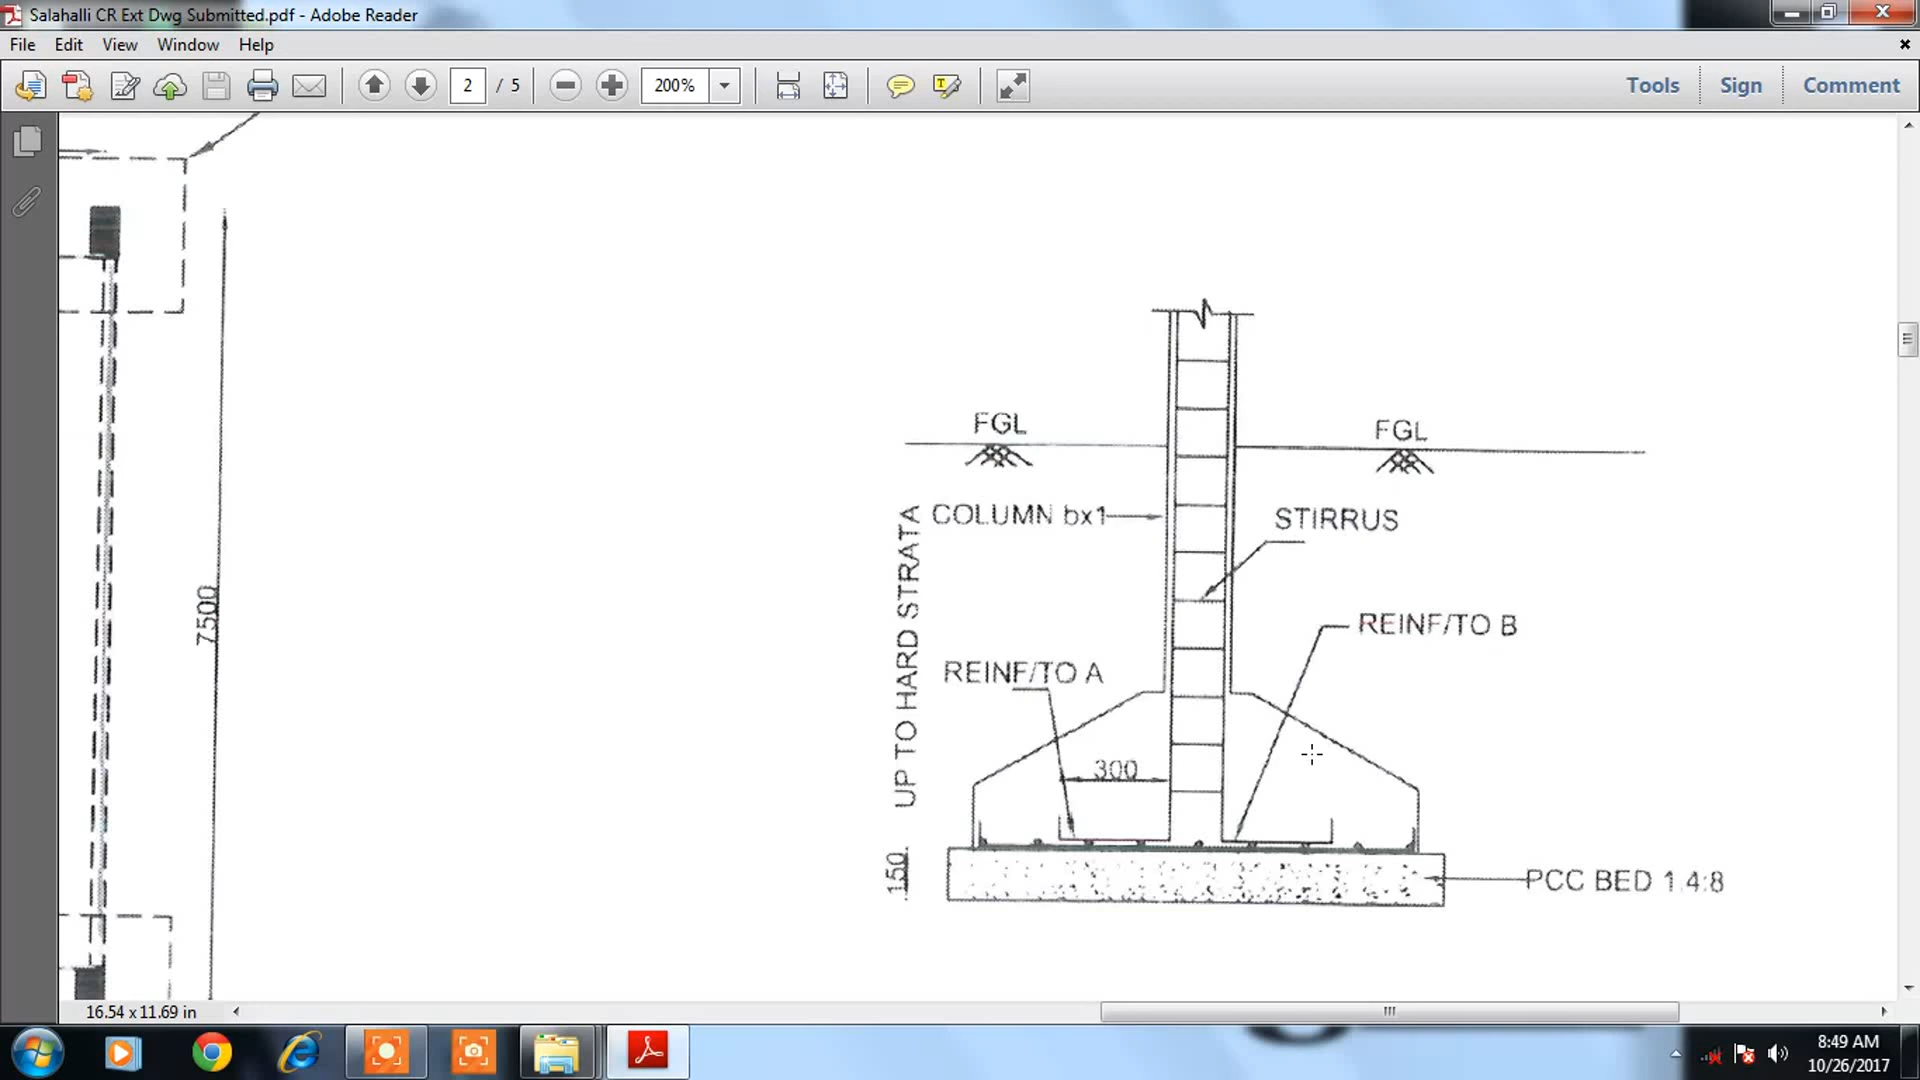 Salahalli CR Ext Dwg Submitted.pdf - Adobe Reader
File Edit View Window Help
2 / 5 200% Tools Sign Comment
FGL
FGL
COLUMN bx1
STIRRUS
UP TO HARD STRATA
7500
REINF/TO B
REINF/TO A
300
150
PCC BED 1.4:8
16.54 x 11.69 in
8:49 AM
10/26/2017